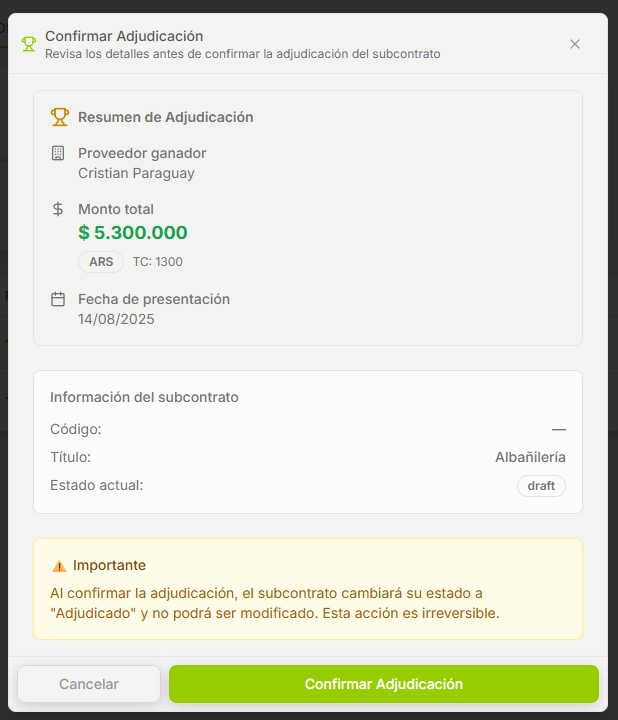 Confirmar Adjudicación
Revisa los detalles antes de confirmar la adjudicación del subcontrato
Resumen de Adjudicación
Proveedor ganador
Cristian Paraguay
Monto total
$ 5.300.000
ARS TC: 1300
Fecha de presentación
14/08/2025
Información del subcontrato
Código: —
Título: Albañilería
Estado actual: draft
Importante
Al confirmar la adjudicación, el subcontrato cambiará su estado a
"Adjudicado" y no podrá ser modificado. Esta acción es irreversible.
Cancelar Confirmar Adjudicación